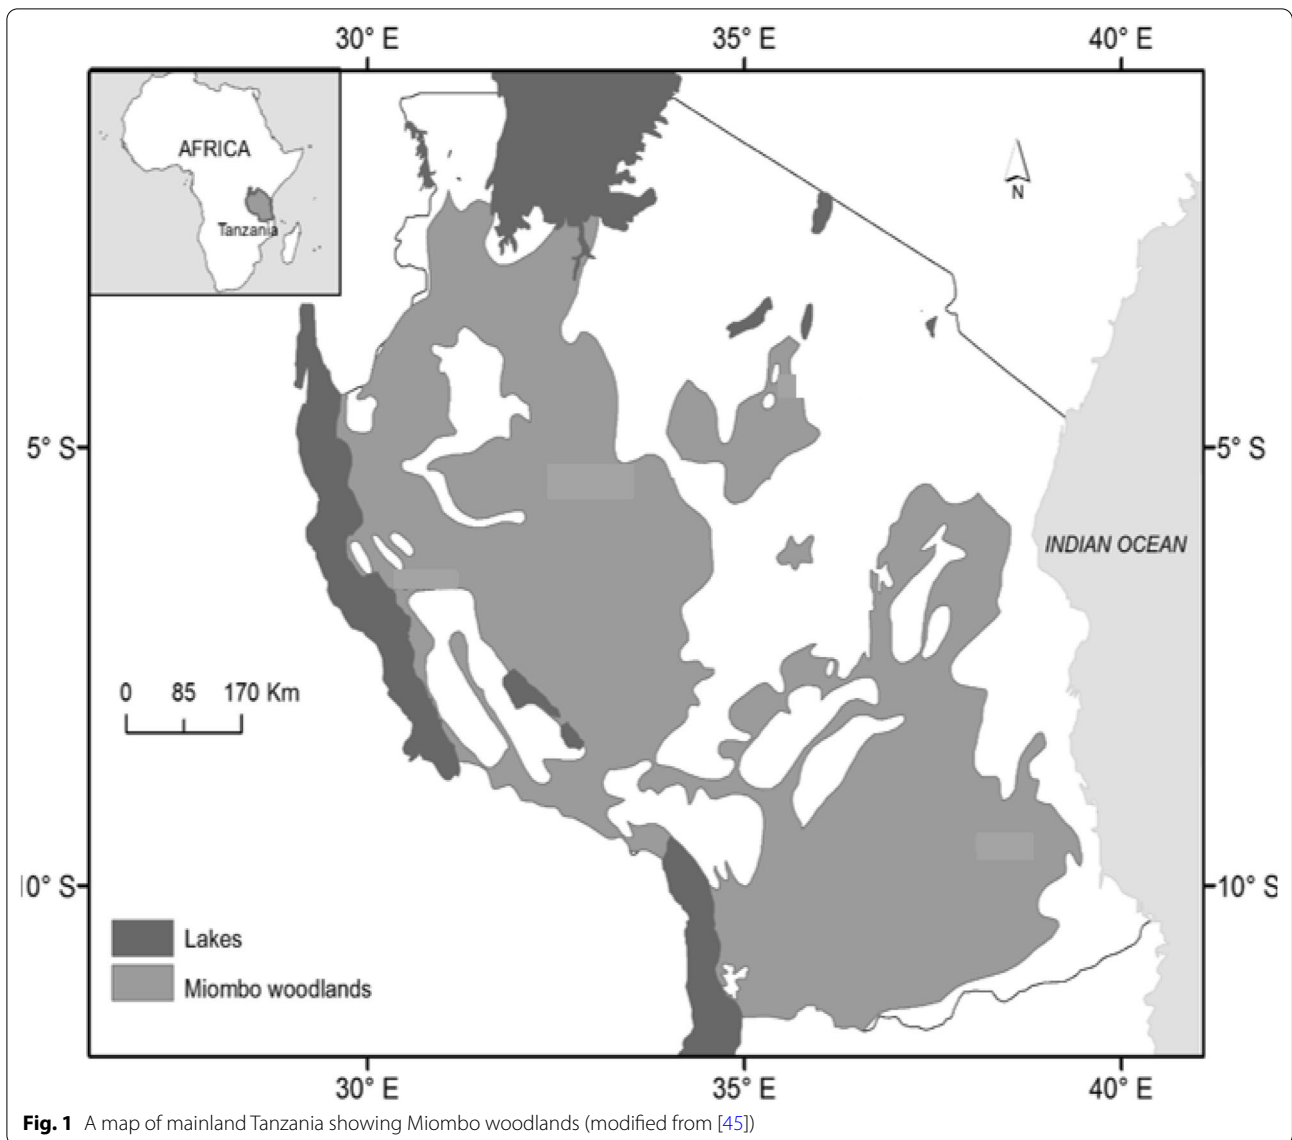 30° E 35° E 40° E
AFRICA
Tanzania
N
5° S 5° S
INDIAN OCEAN
0 85 170 Km
10° S 10° S
Lakes
Miombo woodlands
30° E 35° E 40° E
Fig. 1 A map of mainland Tanzania showing Miombo woodlands (modified from [45])